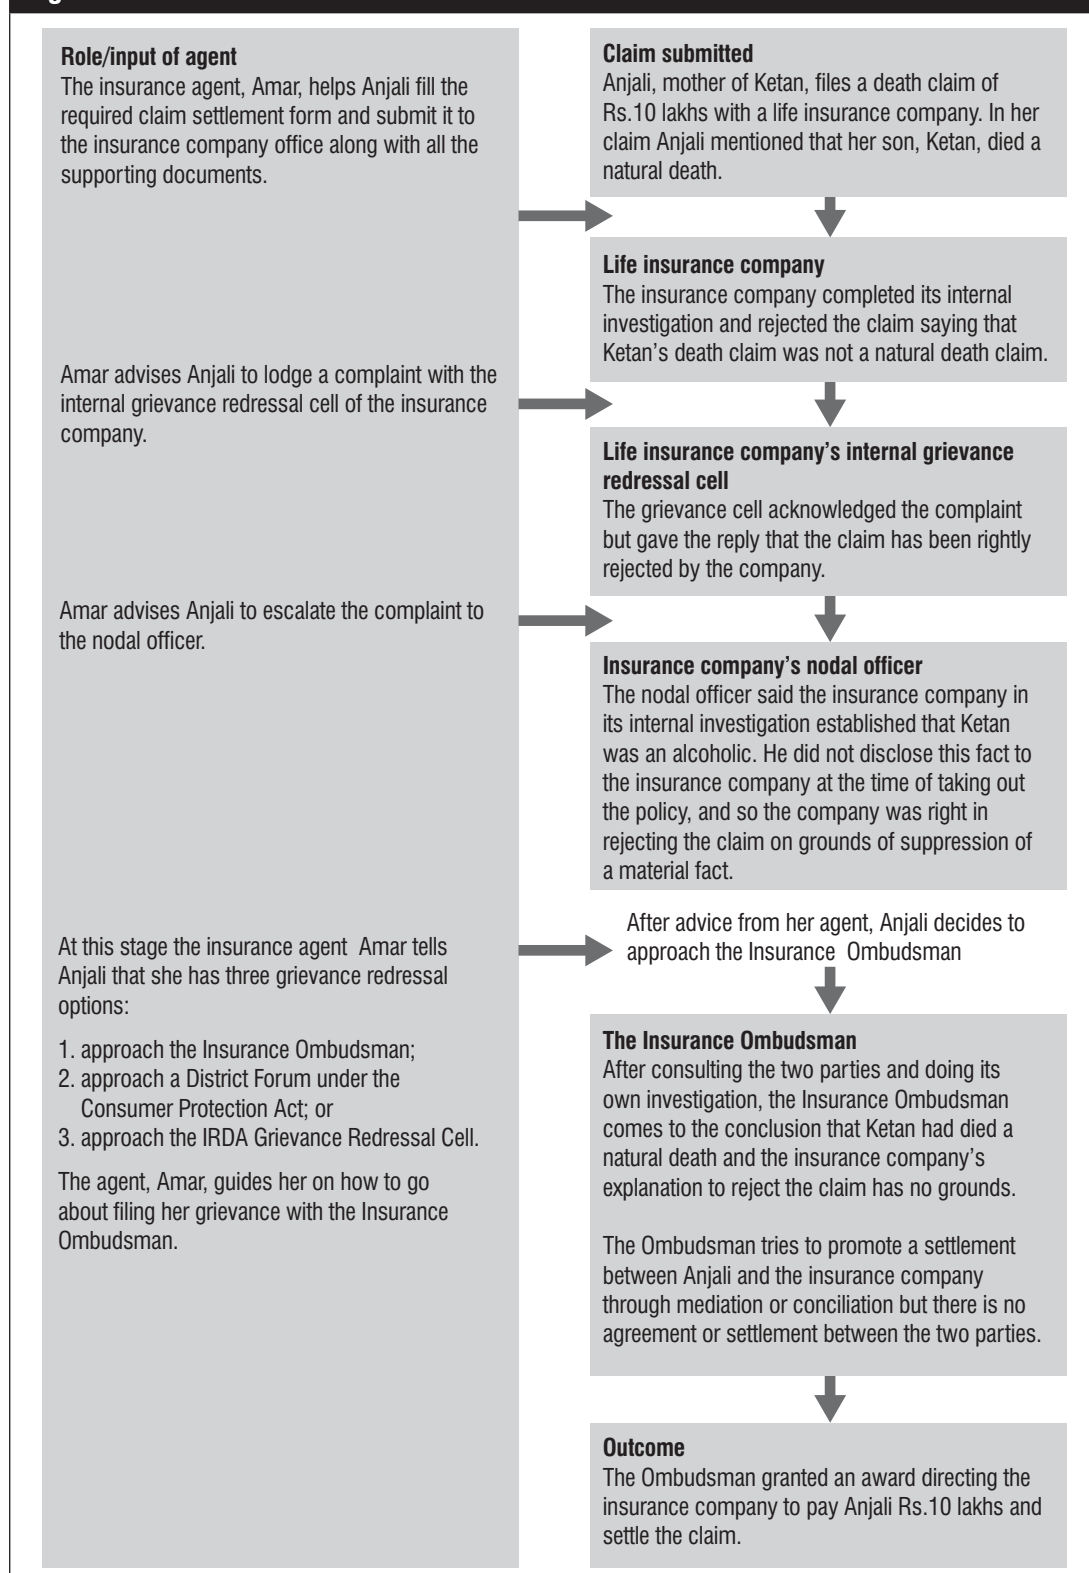 Role/input of agent
The insurance agent, Amar, helps Anjali fill the
required claim settlement form and submit it to
the insurance company office along with all the
supporting documents.
Claim submitted
Anjali, mother of Ketan, files a death claim of
Rs.10 lakhs with a life insurance company. In her
claim Anjali mentioned that her son, Ketan, died a
natural death.
Life insurance company
The insurance company completed its internal
investigation and rejected the claim saying that
Ketan's death claim was not a natural death claim.
Amar advises Anjali to lodge a complaint with the
internal grievance redressal cell of the insurance
company.
Life insurance company's internal grievance
redressal cell
The grievance cell acknowledged the complaint
but gave the reply that the claim has been rightly
rejected by the company.
Amar advises Anjali to escalate the complaint to
the nodal officer.
Insurance company's nodal officer
The nodal officer said the insurance company in
its internal investigation established that Ketan
was an alcoholic. He did not disclose this fact to
the insurance company at the time of taking out
the policy, and so the company was right in
rejecting the claim on grounds of suppression of
a material fact.
At this stage the insurance agent Amar tells
Anjali that she has three grievance redressal
options:
1. approach the Insurance Ombudsman;
2. approach a District Forum under the
Consumer Protection Act; or
3. approach the IRDA Grievance Redressal Cell.
The agent, Amar, guides her on how to go
about filing her grievance with the Insurance
Ombudsman.
After advice from her agent, Anjali decides to
approach the Insurance Ombudsman
The Insurance Ombudsman
After consulting the two parties and doing its
own investigation, the Insurance Ombudsman
comes to the conclusion that Ketan had died a
natural death and the insurance company's
explanation to reject the claim has no grounds.
The Ombudsman tries to promote a settlement
between Anjali and the insurance company
through mediation or conciliation but there is no
agreement or settlement between the two parties.
Outcome
The Ombudsman granted an award directing the
insurance company to pay Anjali Rs.10 lakhs and
settle the claim.